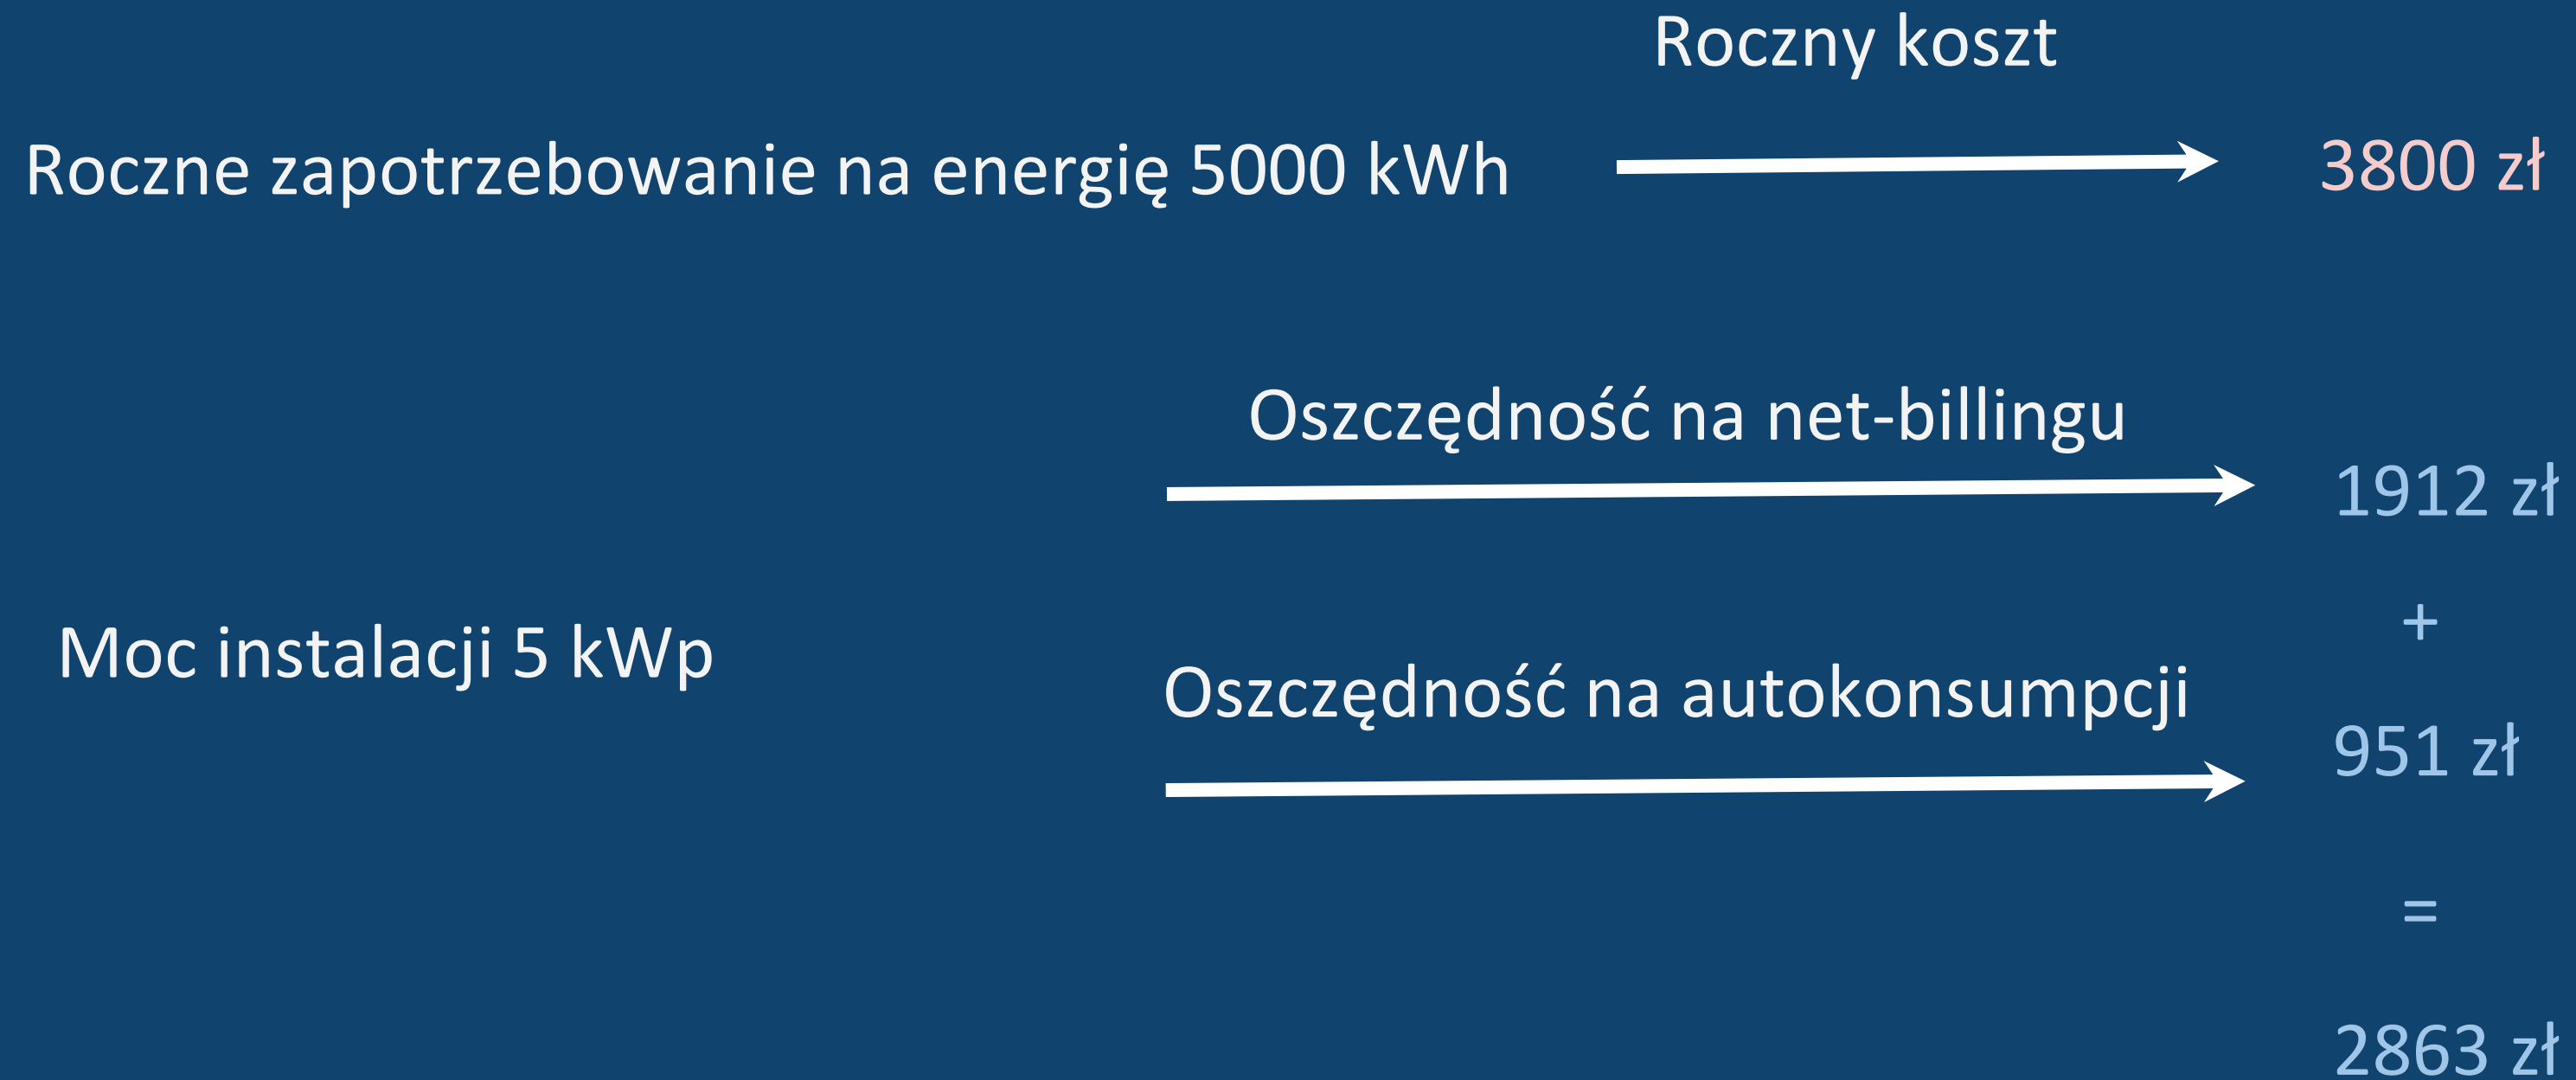 Roczny koszt
Roczne zapotrzebowanie na energię 5000 kWh
3800 zł
Oszczędność na net-billingu
1912 zł
+
Moc instalacji 5 kWp
Oszczędność na autokonsumpcji
951 zł
=
2863 zł